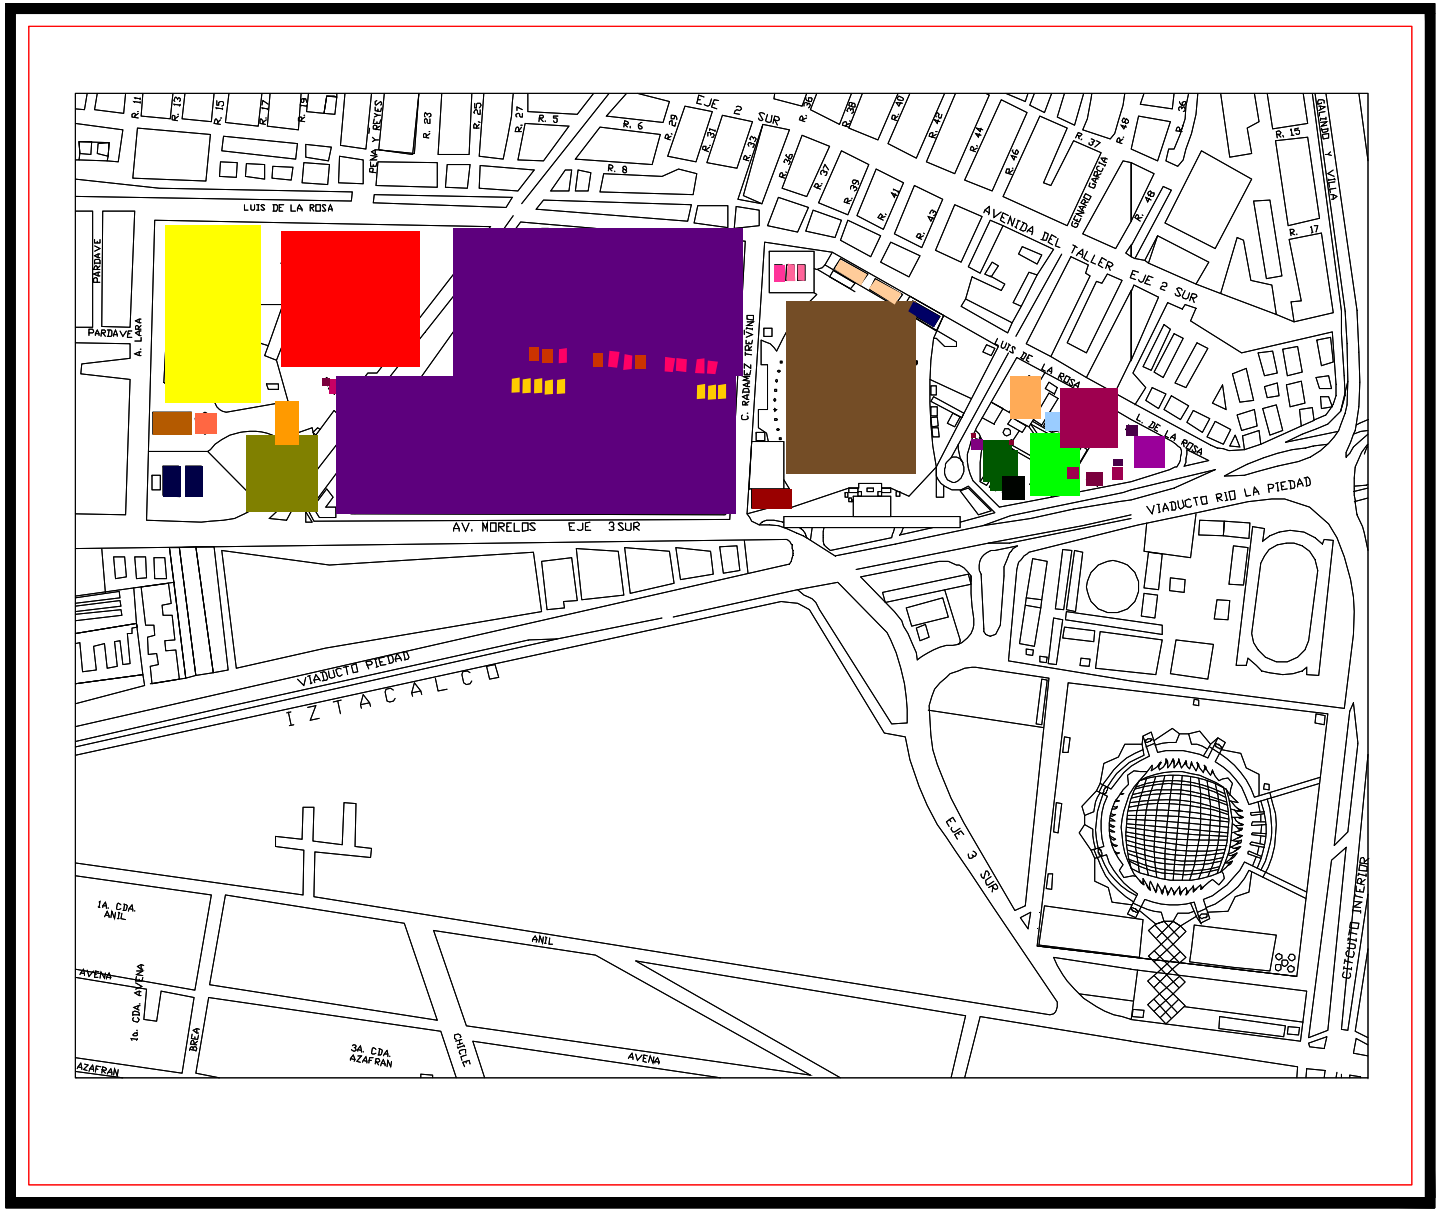 R. 11
R. 13
R. 15
R. 17
R. 19
PEÑA Y REYES
R. 23
R. 25
R. 27
R. 5
R. 6
R. 8
R. 29
R. 31
R. 33
EJE 2 SUR
R. 36
R. 38
R. 40
R. 42
R. 44
R. 46
R. 37
R. 48
R. 36
R. 15
GALINDO Y VILLA
R. 36
R. 37
R. 39
R. 41
R. 43
GENARO GARCIA
R. 48
R. 17
LUIS DE LA ROSA
AVENIDA DEL TALLER EJE 2 SUR
PARDAVE
PARDAVE
A. LARA
C. RADAMEZ TREVIÑO
LUIS DE LA ROSA
L. DE LA ROSA
VIADUCTO RIO LA PIEDAD
AV. MORELOS EJE 3 SUR
VIADUCTO PIEDAD
IZTACALCO
EJE 3 SUR
CITCUITO INTERIOR
1A. CDA.
ANIL
ANIL
AVENA
1a. CDA. AVENA
BREA
3A. CDA.
AZAFRAN
CHICLE
AVENA
AZAFRAN